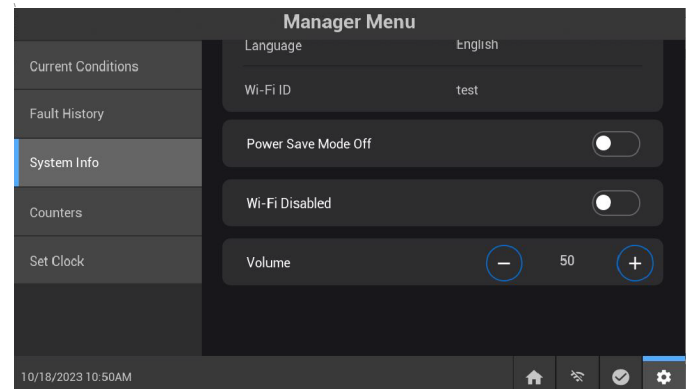 Manager Menu
Current Conditions
Fault History
System Info
Counters
Set Clock
Language English
Wi-Fi ID test
Power Save Mode Off
Wi-Fi Disabled
Volume − 50 +
10/18/2023 10:50AM